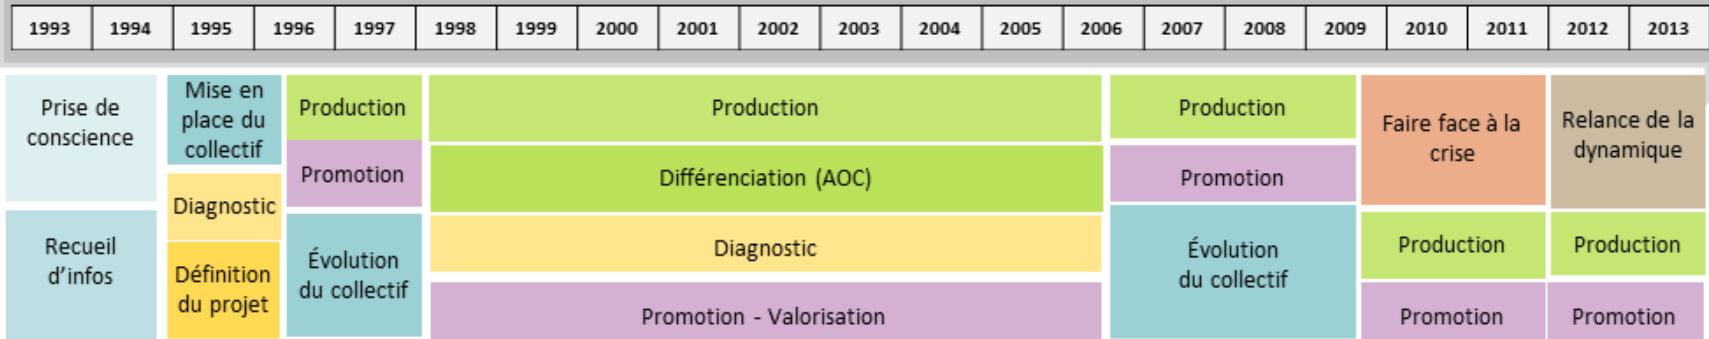 1993 1994 1995 1996 1997 1998 1999 2000 2001 2002 2003 2004 2005 2006 2007 2008 2009 2010 2011 2012 2013
Prise de
conscience
Recueil
d’infos
Mise en
place du
collectif
Diagnostic
Définition
du projet
Production
Promotion
Évolution
du collectif
Production
Différenciation (AOC)
Diagnostic
Promotion - Valorisation
Production
Promotion
Évolution
du collectif
Faire face à la
crise
Production
Promotion
Relance de la
dynamique
Production
Promotion